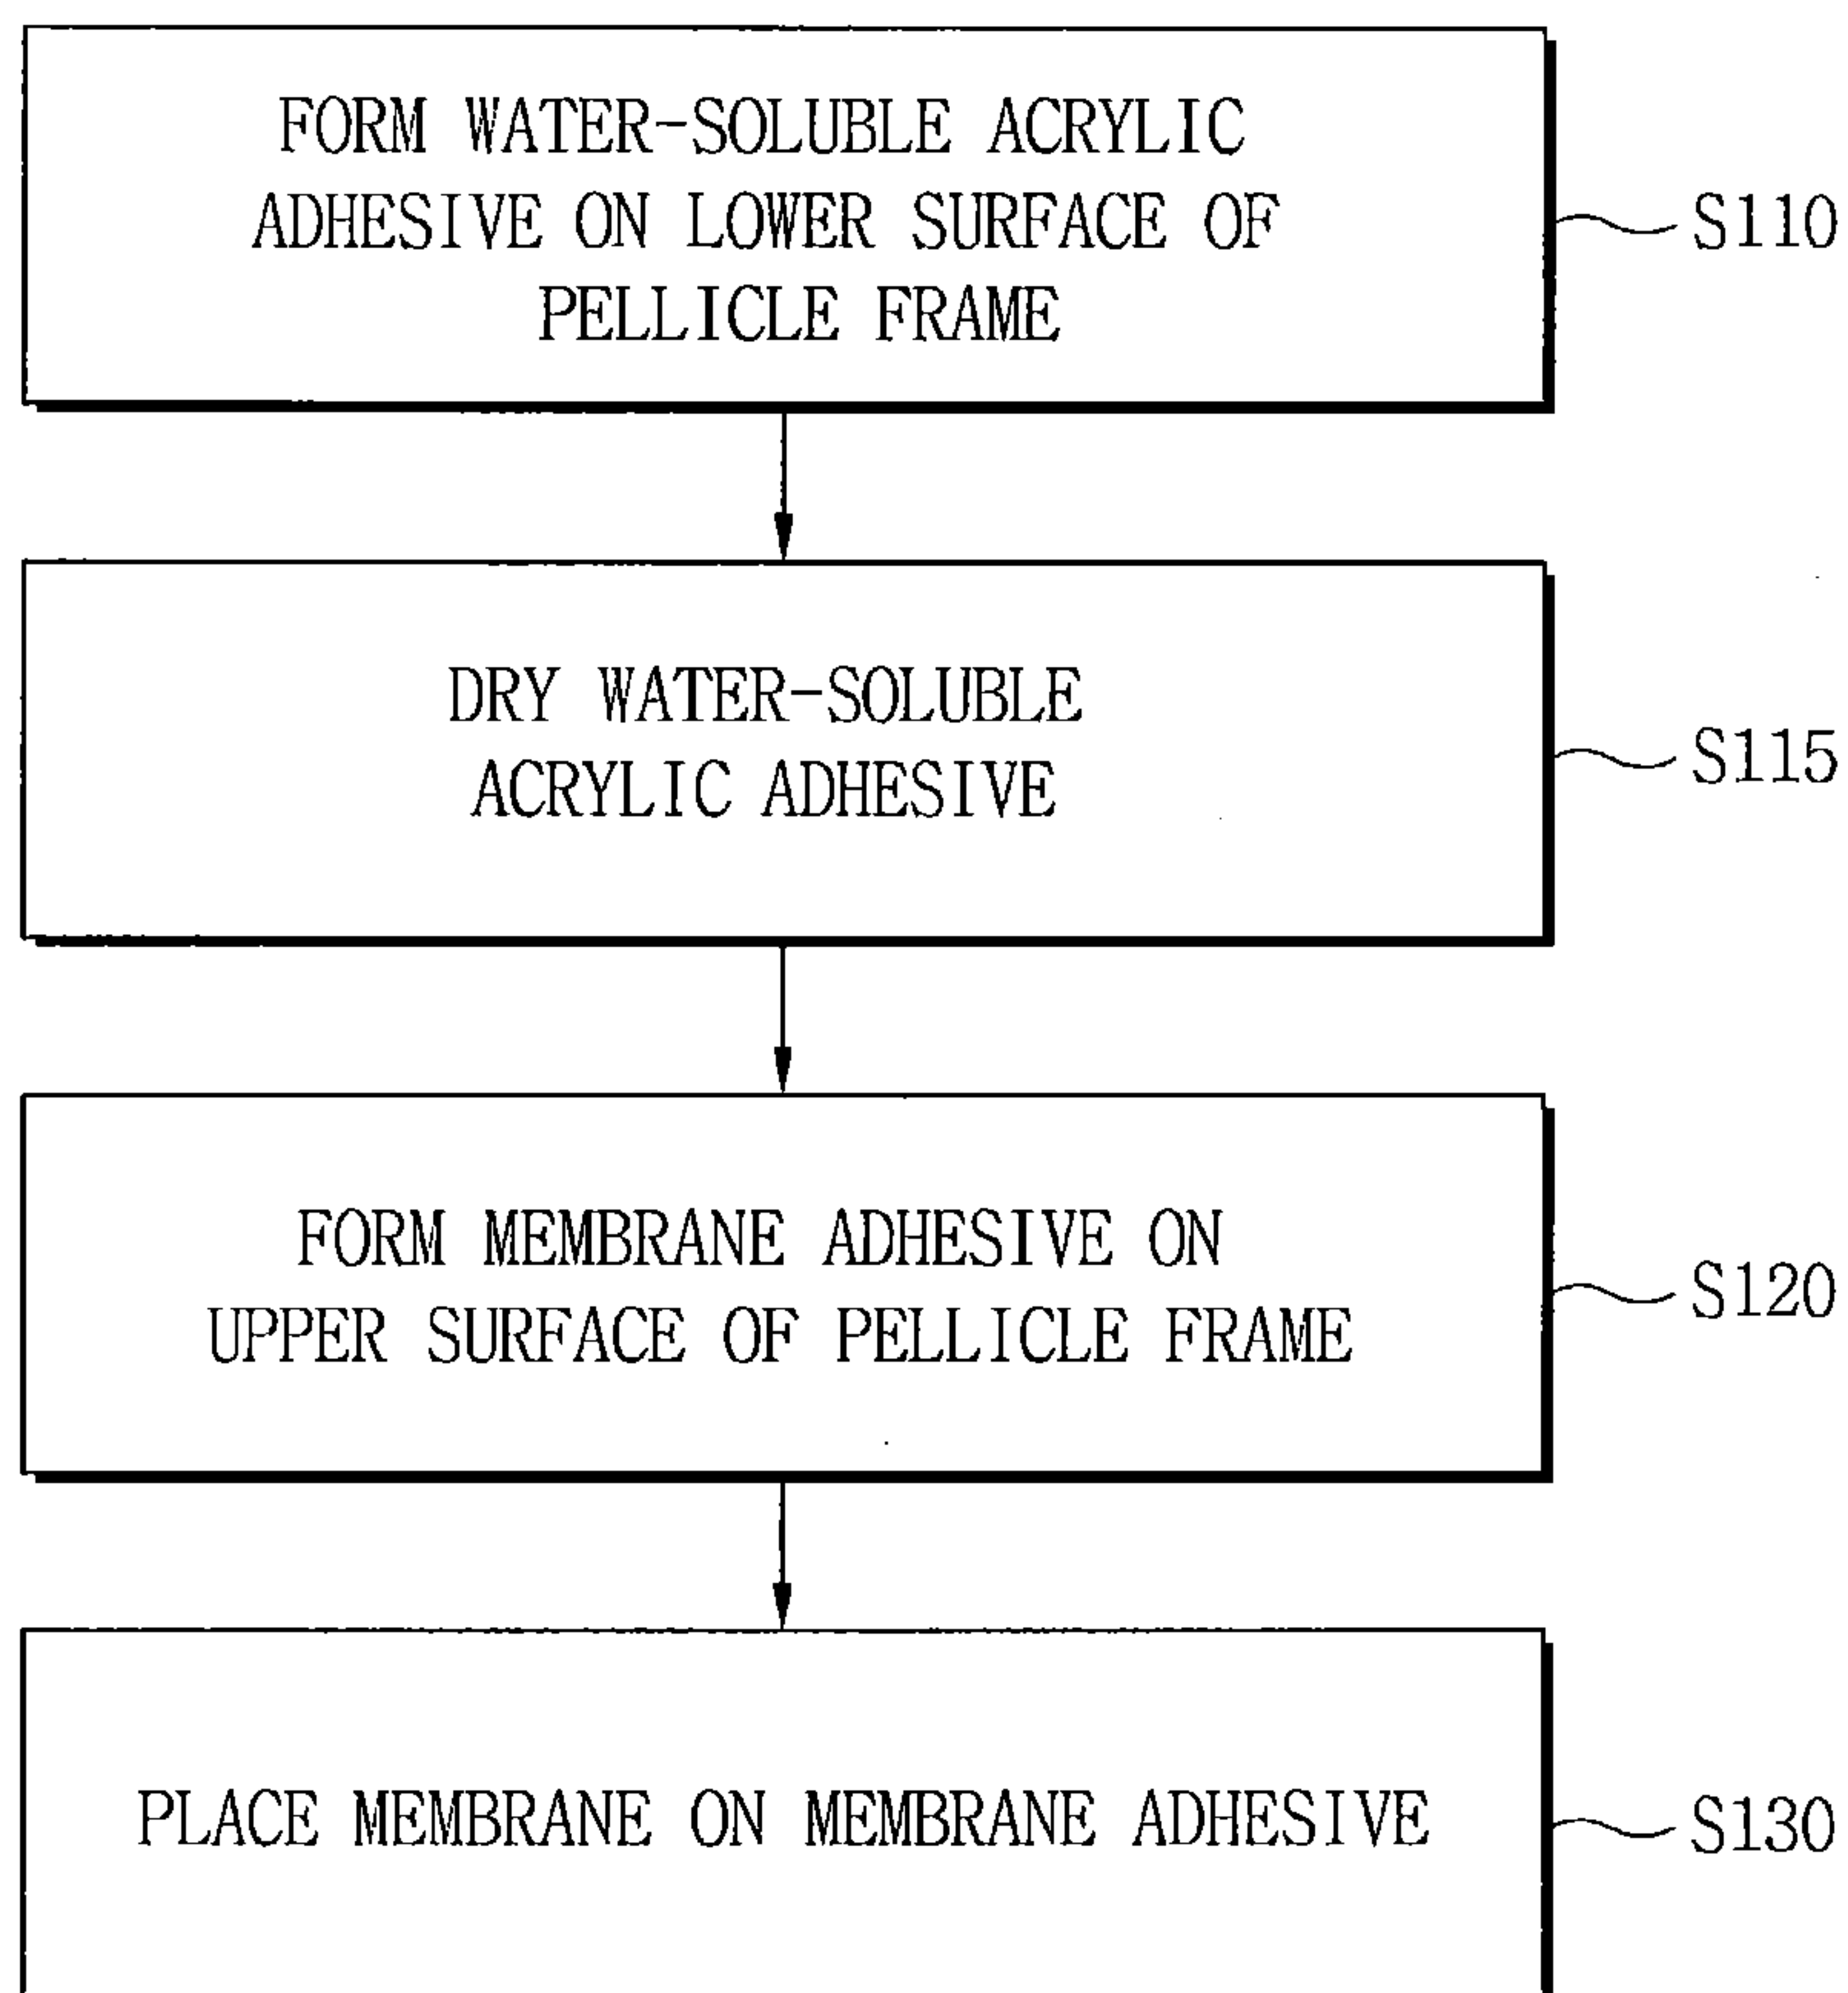 FORM WATER-SOLUBLE ACRYLIC
ADHESIVE ON LOWER SURFACE OF
PELLICLE FRAME
S110
DRY WATER-SOLUBLE
ACRYLIC ADHESIVE
S115
FORM MEMBRANE ADHESIVE ON
UPPER SURFACE OF PELLICLE FRAME
S120
PLACE MEMBRANE ON MEMBRANE ADHESIVE
S130